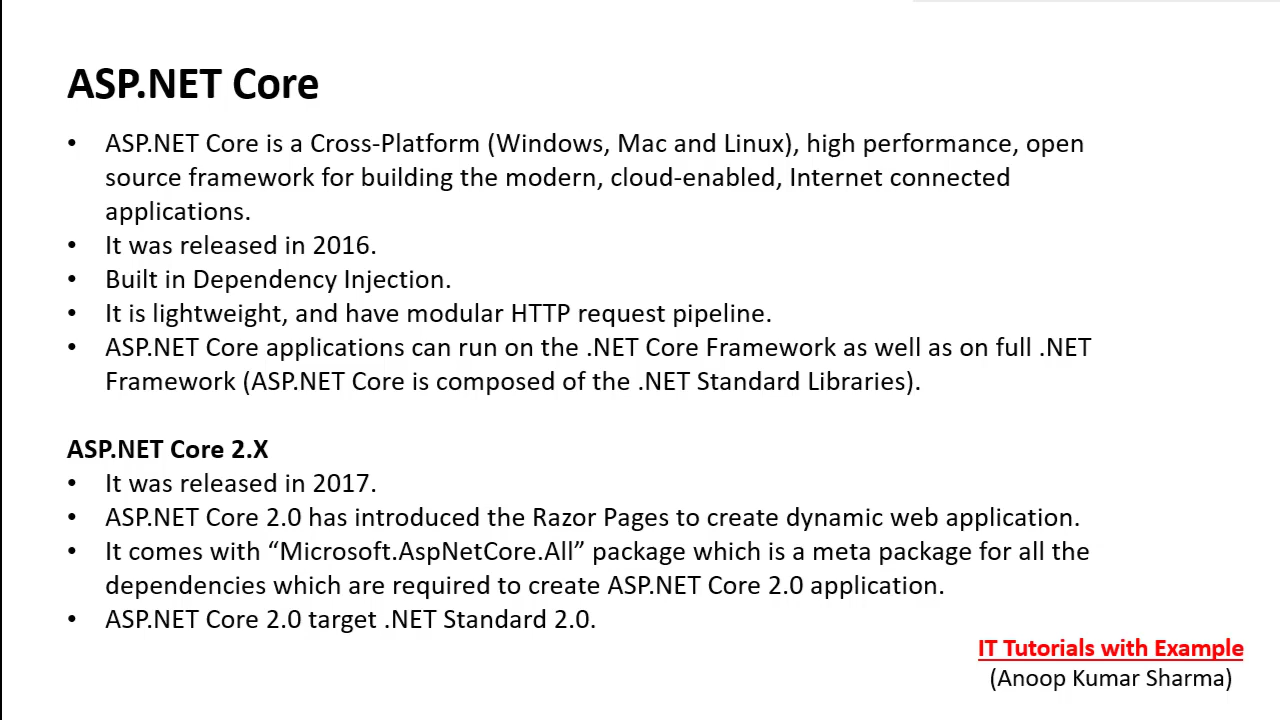 ASP.NET Core
• ASP.NET Core is a Cross-Platform (Windows, Mac and Linux), high performance, open
source framework for building the modern, cloud-enabled, Internet connected
applications.
• It was released in 2016.
• Built in Dependency Injection.
• It is lightweight, and have modular HTTP request pipeline.
• ASP.NET Core applications can run on the .NET Core Framework as well as on full .NET
Framework (ASP.NET Core is composed of the .NET Standard Libraries).
ASP.NET Core 2.X
• It was released in 2017.
• ASP.NET Core 2.0 has introduced the Razor Pages to create dynamic web application.
• It comes with “Microsoft.AspNetCore.All” package which is a meta package for all the
dependencies which are required to create ASP.NET Core 2.0 application.
• ASP.NET Core 2.0 target .NET Standard 2.0.
IT Tutorials with Example
(Anoop Kumar Sharma)